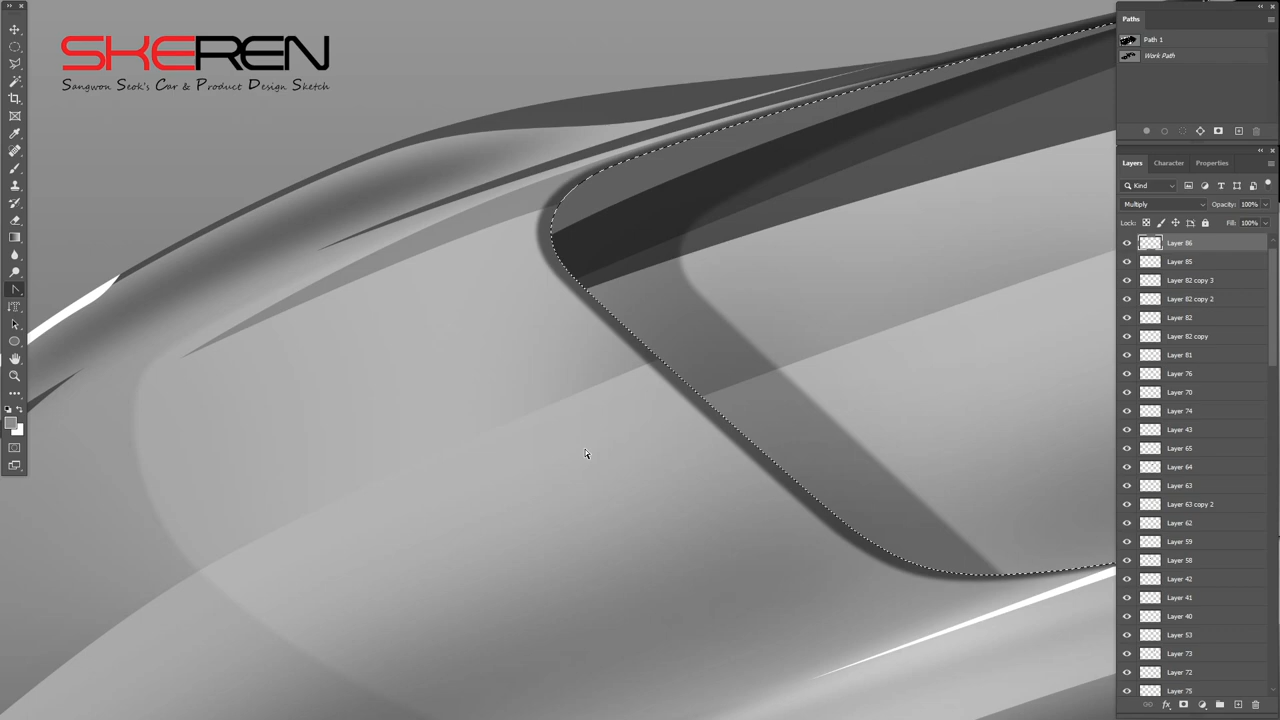 SKEREN
Sangwon Seok's Car & Product Design Sketch
Paths
Path 1
Work Path
Layers Character Properties
Kind
Multiply Opacity: 100%
Lock: Fill: 100%
Layer 86
Layer 85
Layer 82 copy 3
Layer 82 copy 2
Layer 82
Layer 82 copy
Layer 81
Layer 76
Layer 70
Layer 74
Layer 43
Layer 65
Layer 64
Layer 63
Layer 63 copy 2
Layer 62
Layer 59
Layer 58
Layer 42
Layer 41
Layer 40
Layer 53
Layer 73
Layer 72
Layer 75